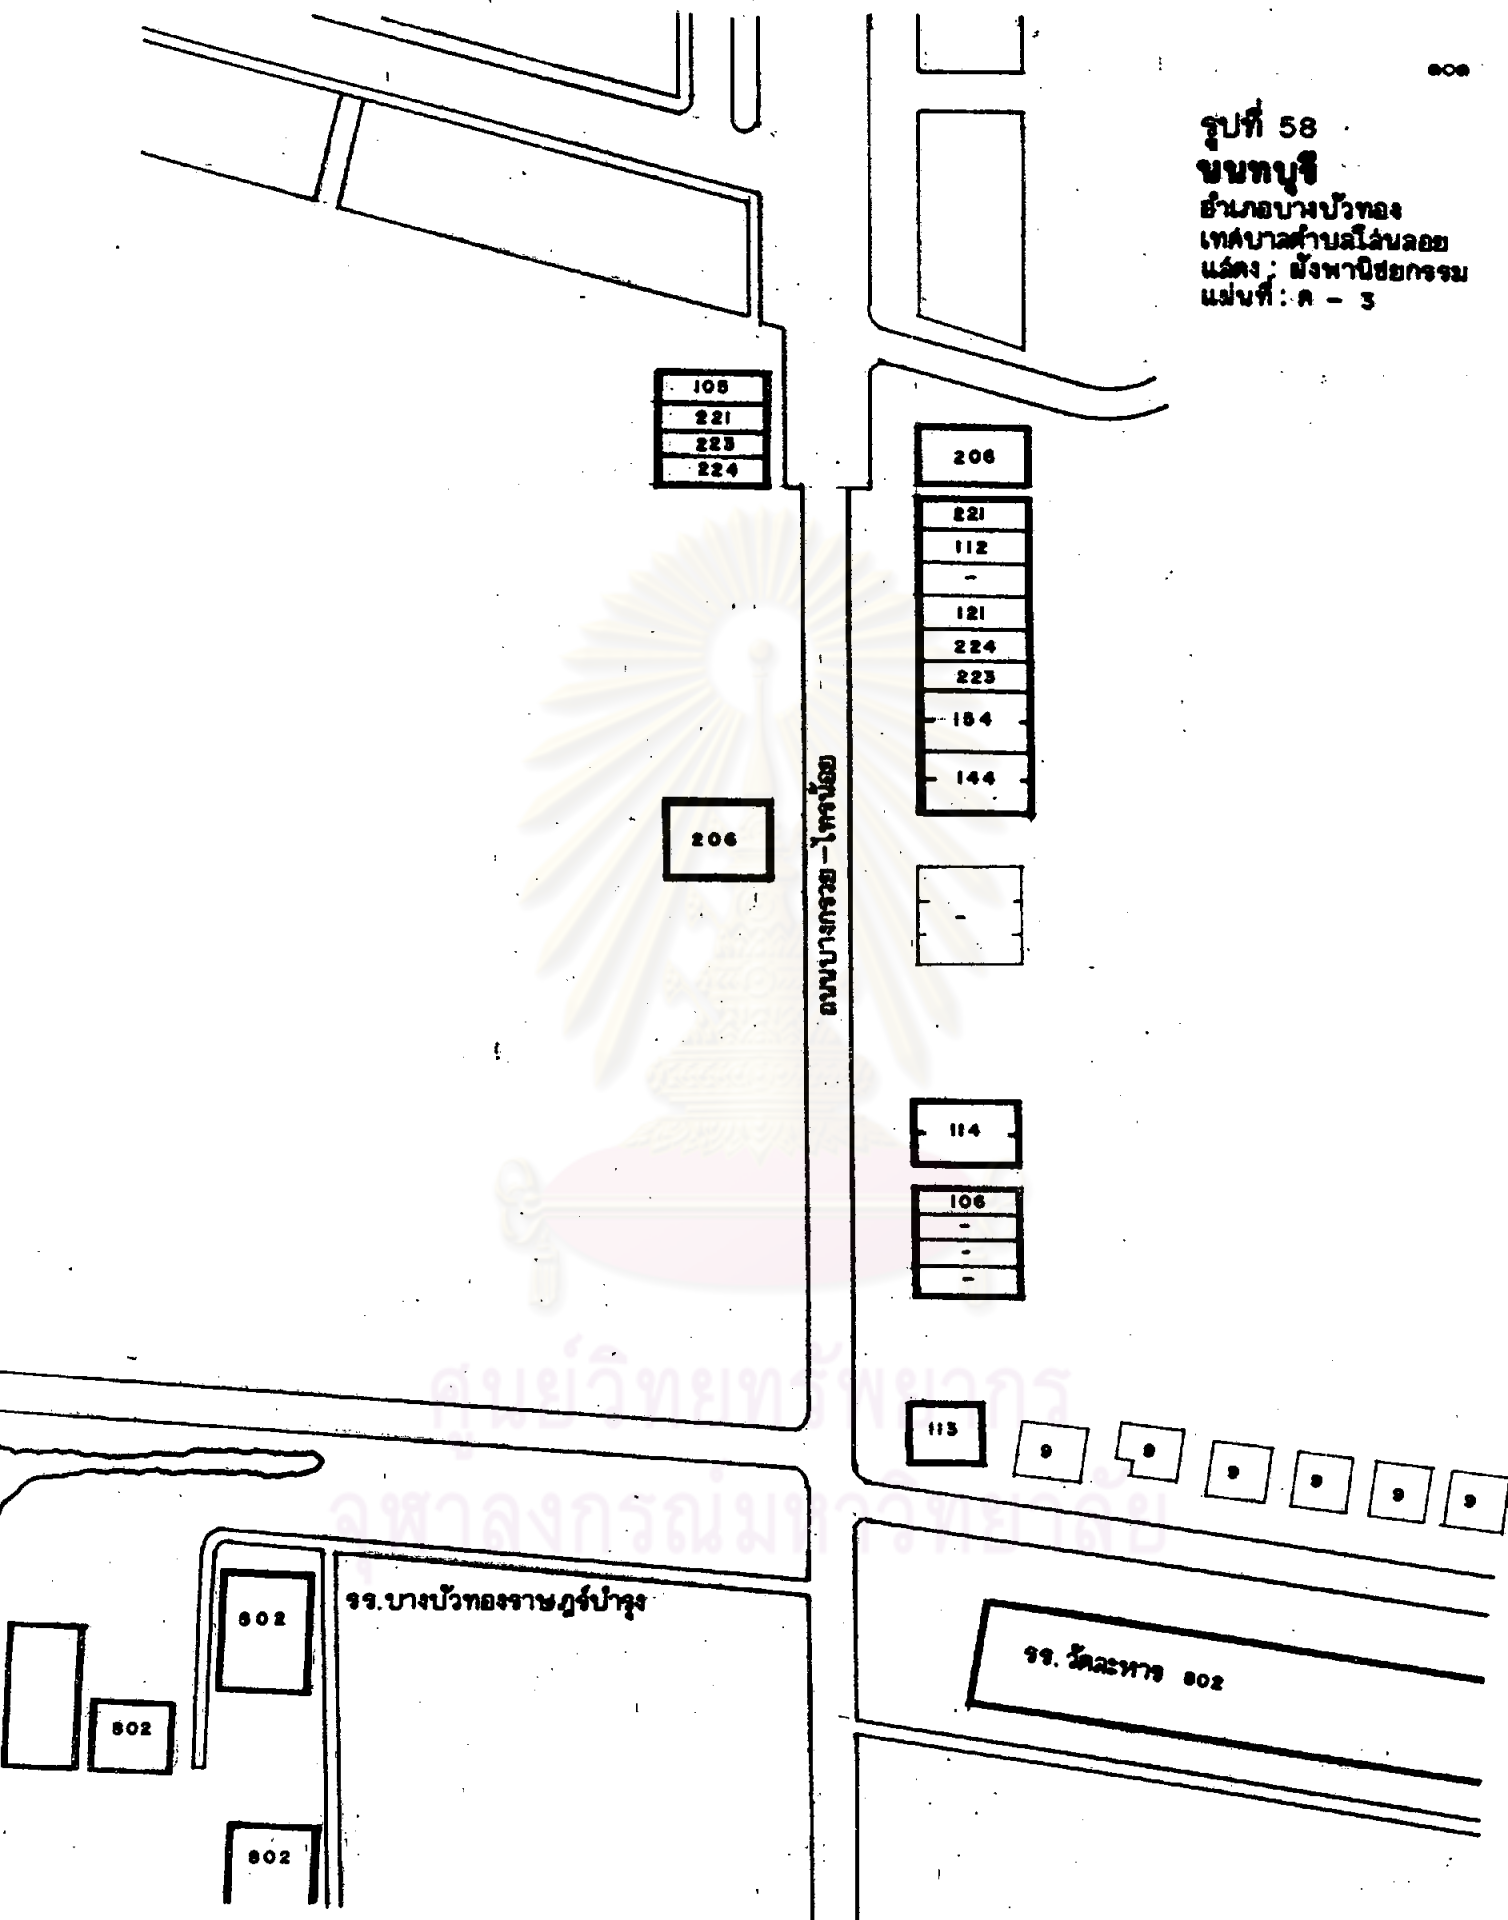 ๑๐๑
รูปที่ 58
นนทบุรี
อำเภอบางบัวทอง
เทศบาลตำบลโสนลอย
แสดง : ผังพาณิชยกรรม
แผ่นที่ : ค - 3
105
221
223
224
206
221
112
-
121
224
223
154
144
206
ถนนบางกรวย-ไทรน้อย
-
114
106
-
-
-
ศูนย์วิทยทรัพยากร
จุฬาลงกรณ์มหาวิทยาลัย
113
9
9
9
9
9
9
802
รร.บางบัวทองราษฎร์บำรุง
รร.วัดละหาร 802
802
802